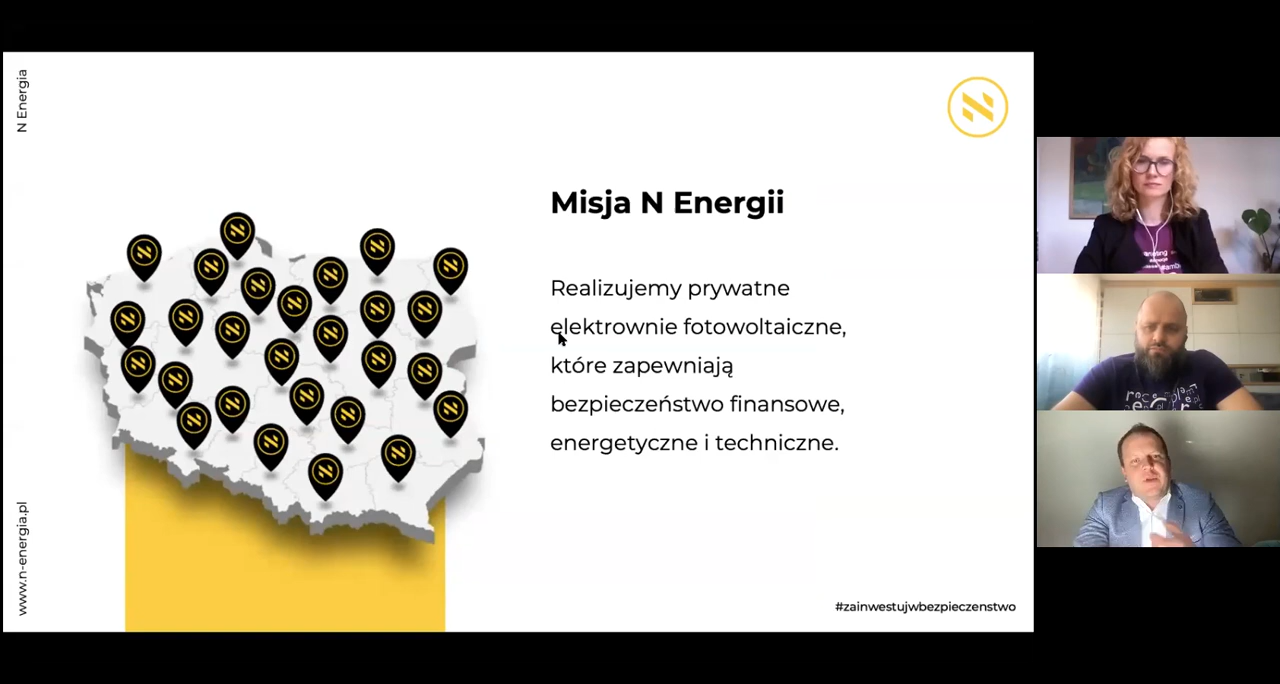 N Energia
Misja N Energii
Realizujemy prywatne
elektrownie fotowoltaiczne,
które zapewniają
bezpieczeństwo finansowe,
energetyczne i techniczne.
www.n-energia.pl
#zainwestujwbezpieczenstwo